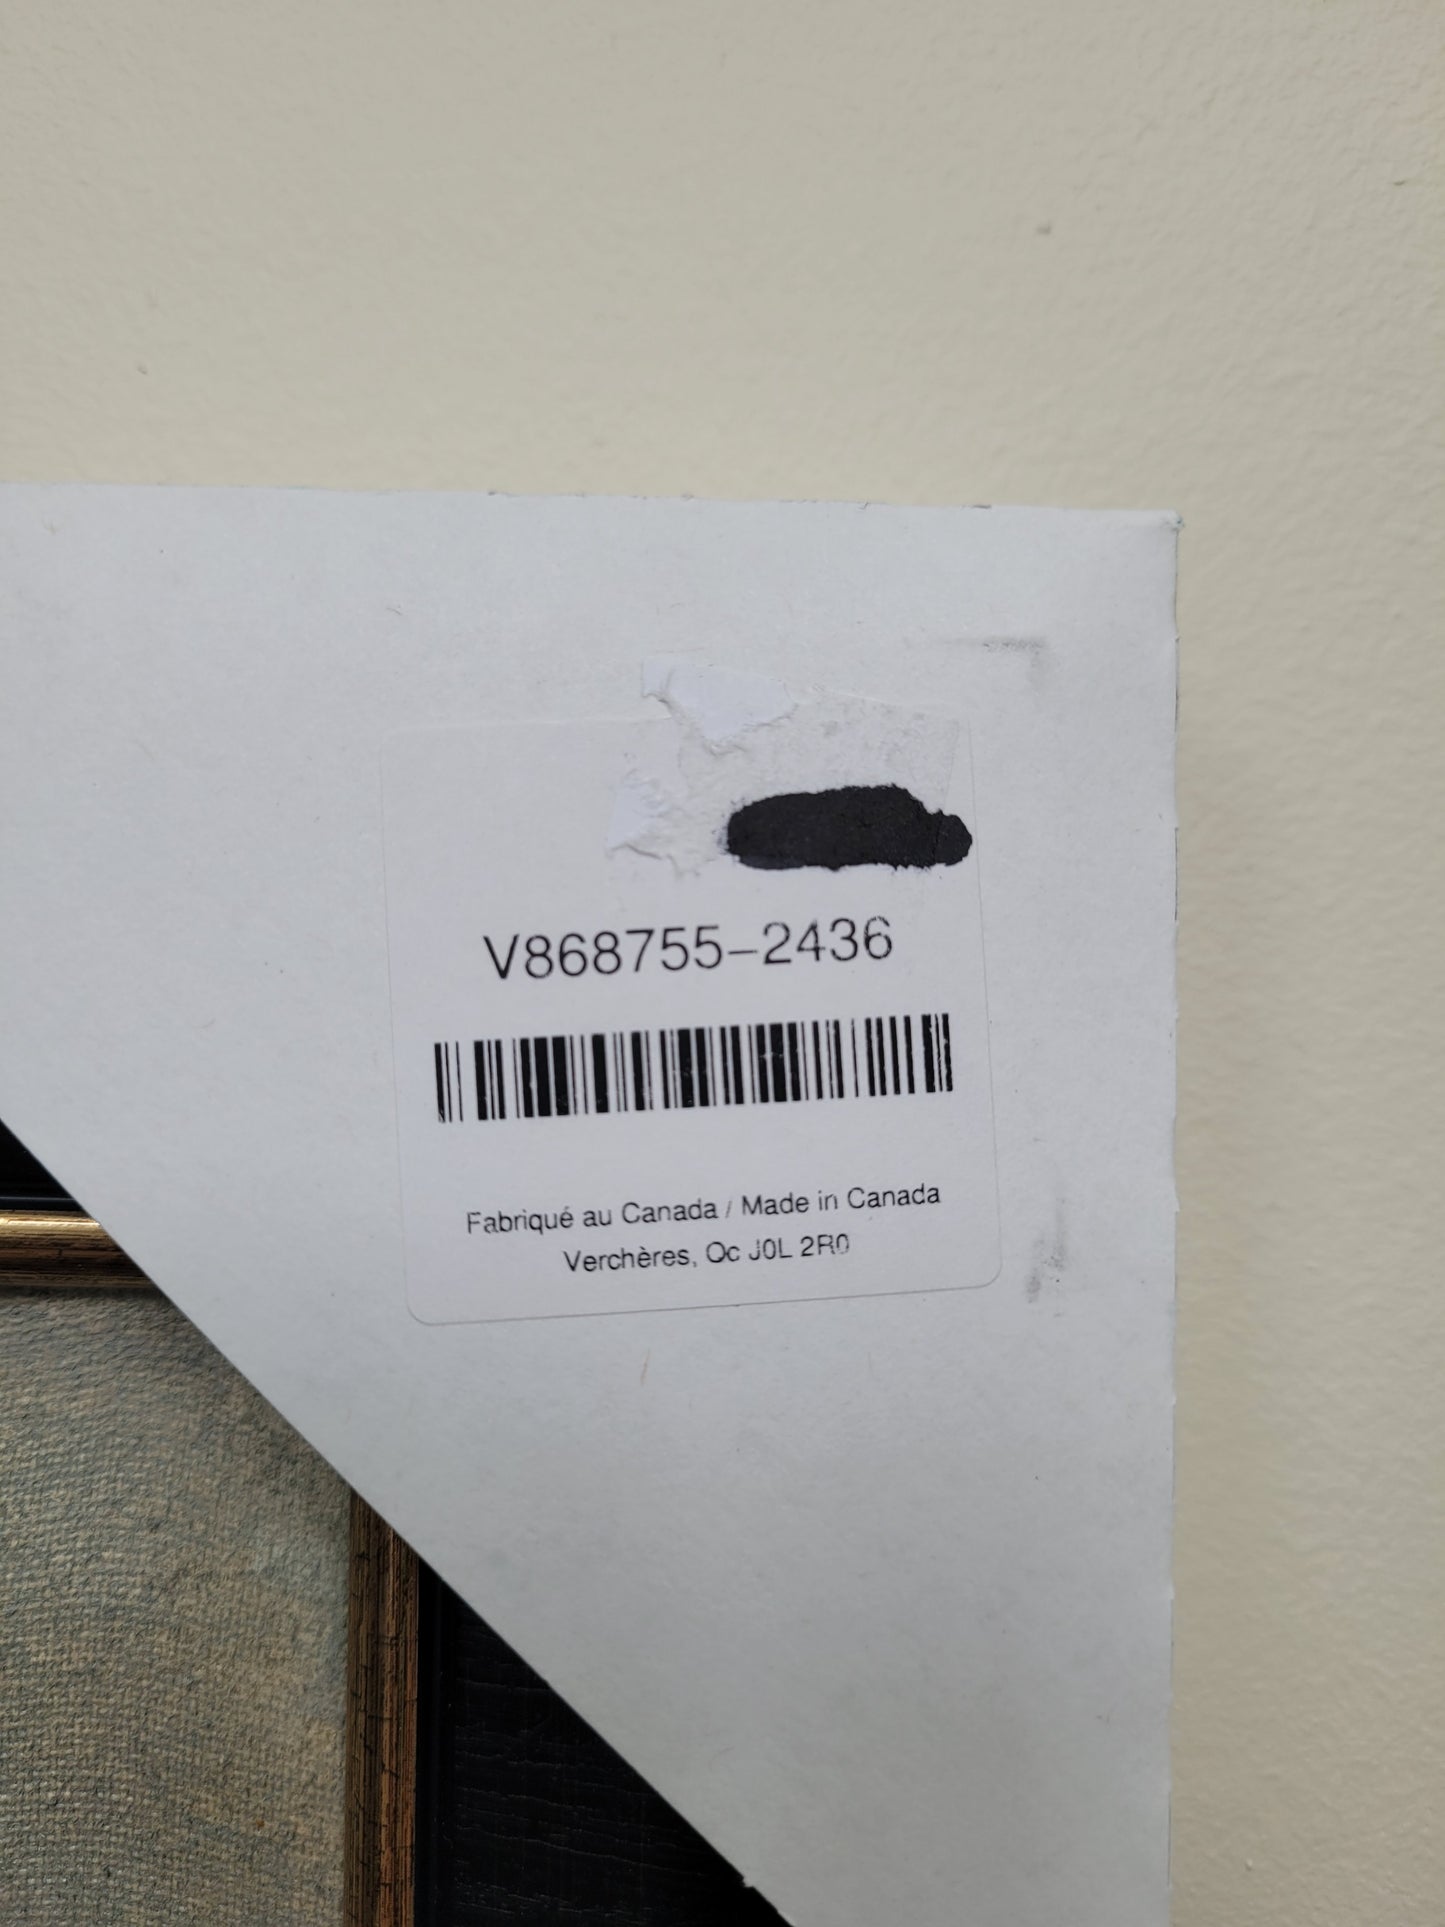 V868755-2436
Fabriqué au Canada / Made in Canada
Verchères, Qc J0L 2R0